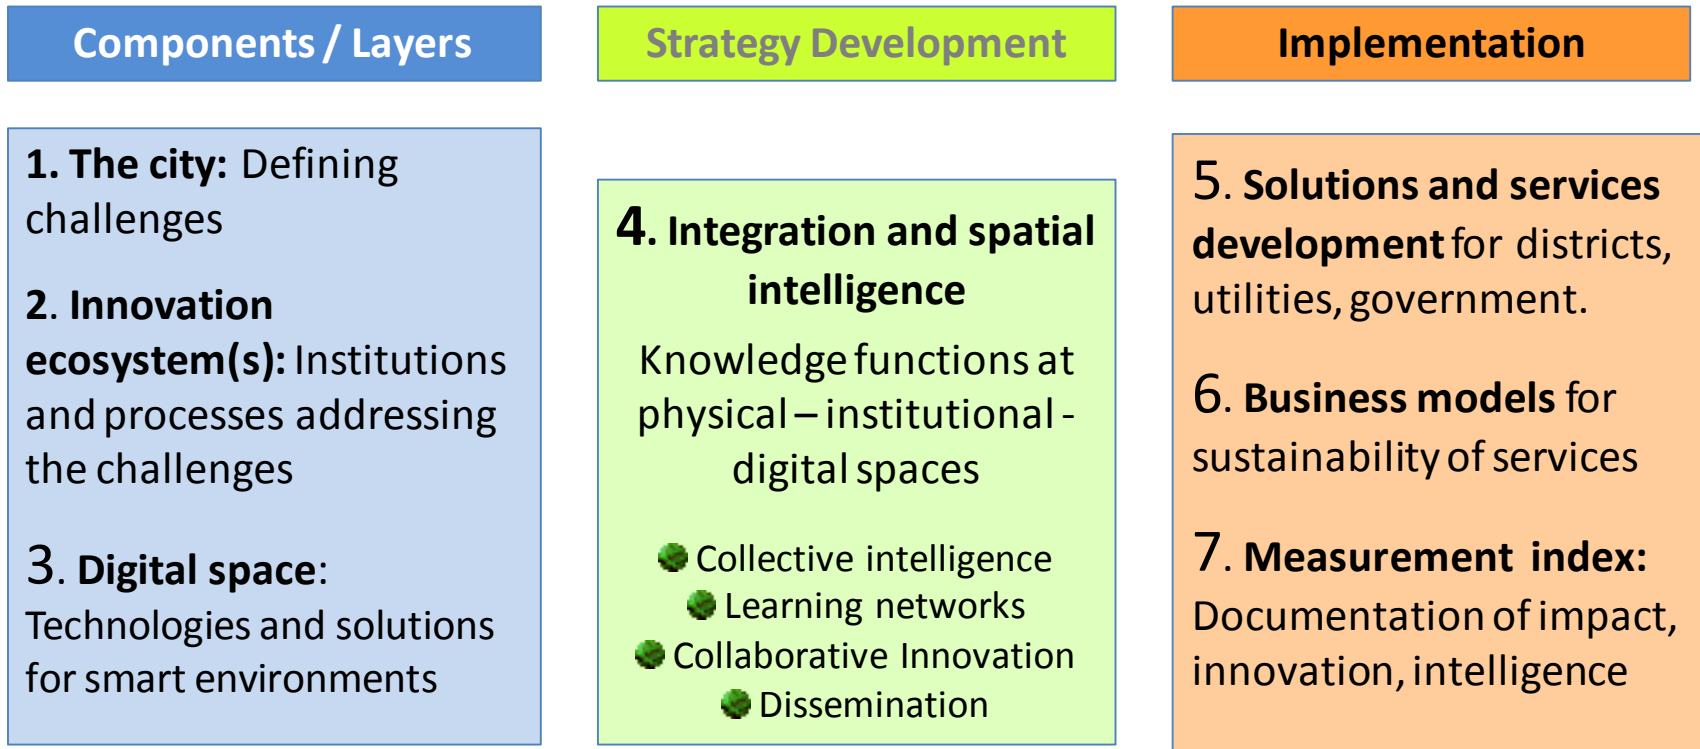 Components / Layers
1. The city: Defining
challenges
2. Innovation
ecosystem(s): Institutions
and processes addressing
the challenges
3. Digital space:
Technologies and solutions
for smart environments
Strategy Development
4. Integration and spatial
intelligence
Knowledge functions at
physical – institutional -
digital spaces
Collective intelligence
Learning networks
Collaborative Innovation
Dissemination
Implementation
5. Solutions and services
development for districts,
utilities, government.
6. Business models for
sustainability of services
7. Measurement index:
Documentation of impact,
innovation, intelligence